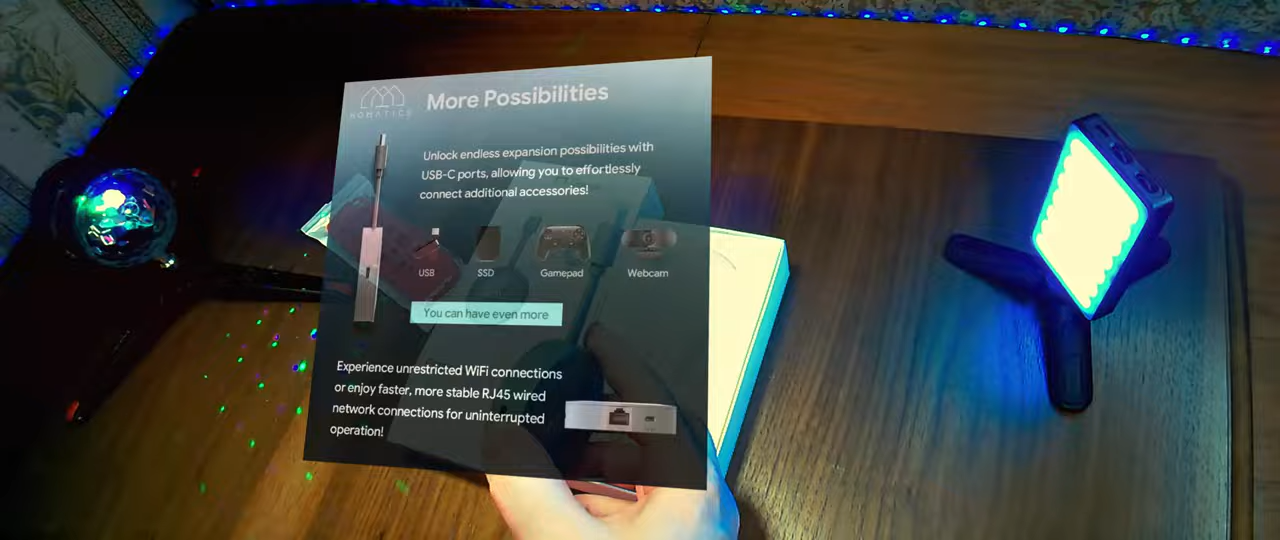 HOMATICS
More Possibilities
Unlock endless expansion possibilities with
USB-C ports, allowing you to effortlessly
connect additional accessories!
USB SSD Gamepad Webcam
You can have even more
Experience unrestricted WiFi connections
or enjoy faster, more stable RJ45 wired
network connections for uninterrupted
operation!